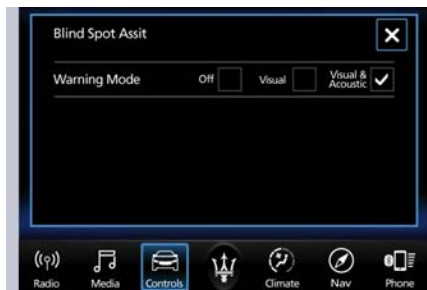 Blind Spot Assit
Warning Mode Off Visual Visual &
Acoustic
Radio Media Controls Climate Nav Phone